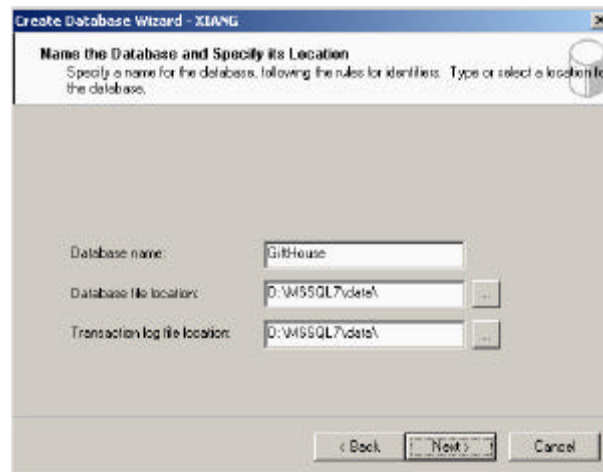 Create Database Wizard - XIANG
Name the Database and Specify its Location
Specify a name for the database, following the rules for identifiers. Type or select a location fo
the database.
Database name:
GiftHouse
Database file location:
D:\MSSQL7\data\
...
Transaction log file location:
D:\MSSQL7\data\
...
< Back
Next >
Cancel